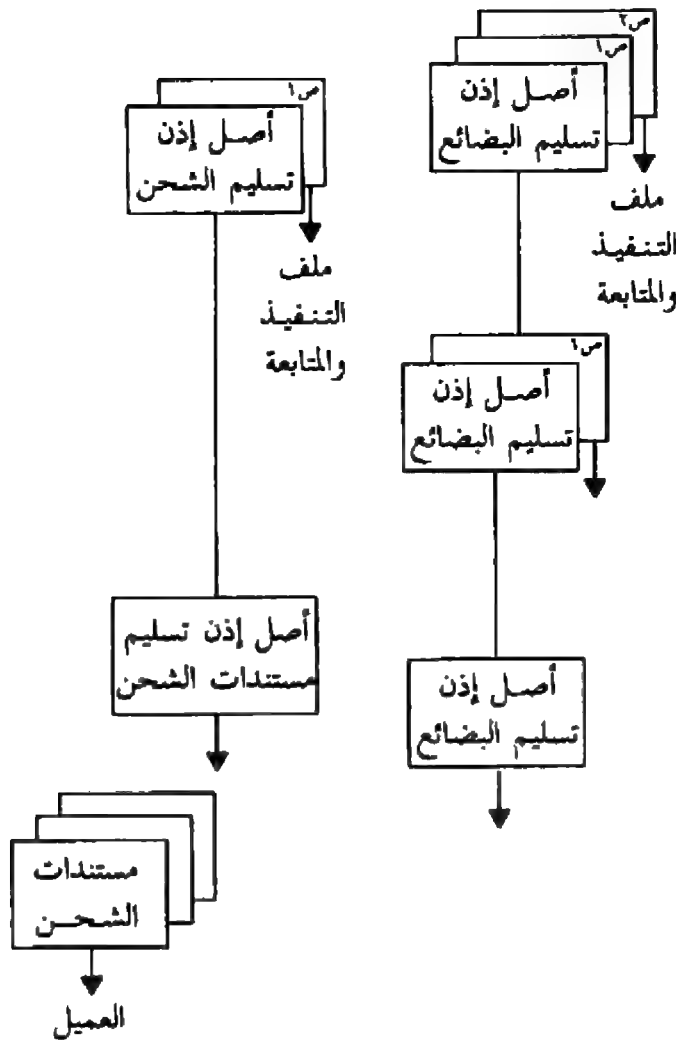 ص٢
ص١
أصل إذن
تسليم البضائع
ملف
التنفيذ
والمتابعة
ص١
أصل إذن
تسليم البضائع
أصل إذن
تسليم البضائع
ص١
أصل إذن
تسليم الشحن
ملف
التنفيذ
والمتابعة
أصل إذن تسليم
مستندات الشحن
مستندات
الشحن
العميل